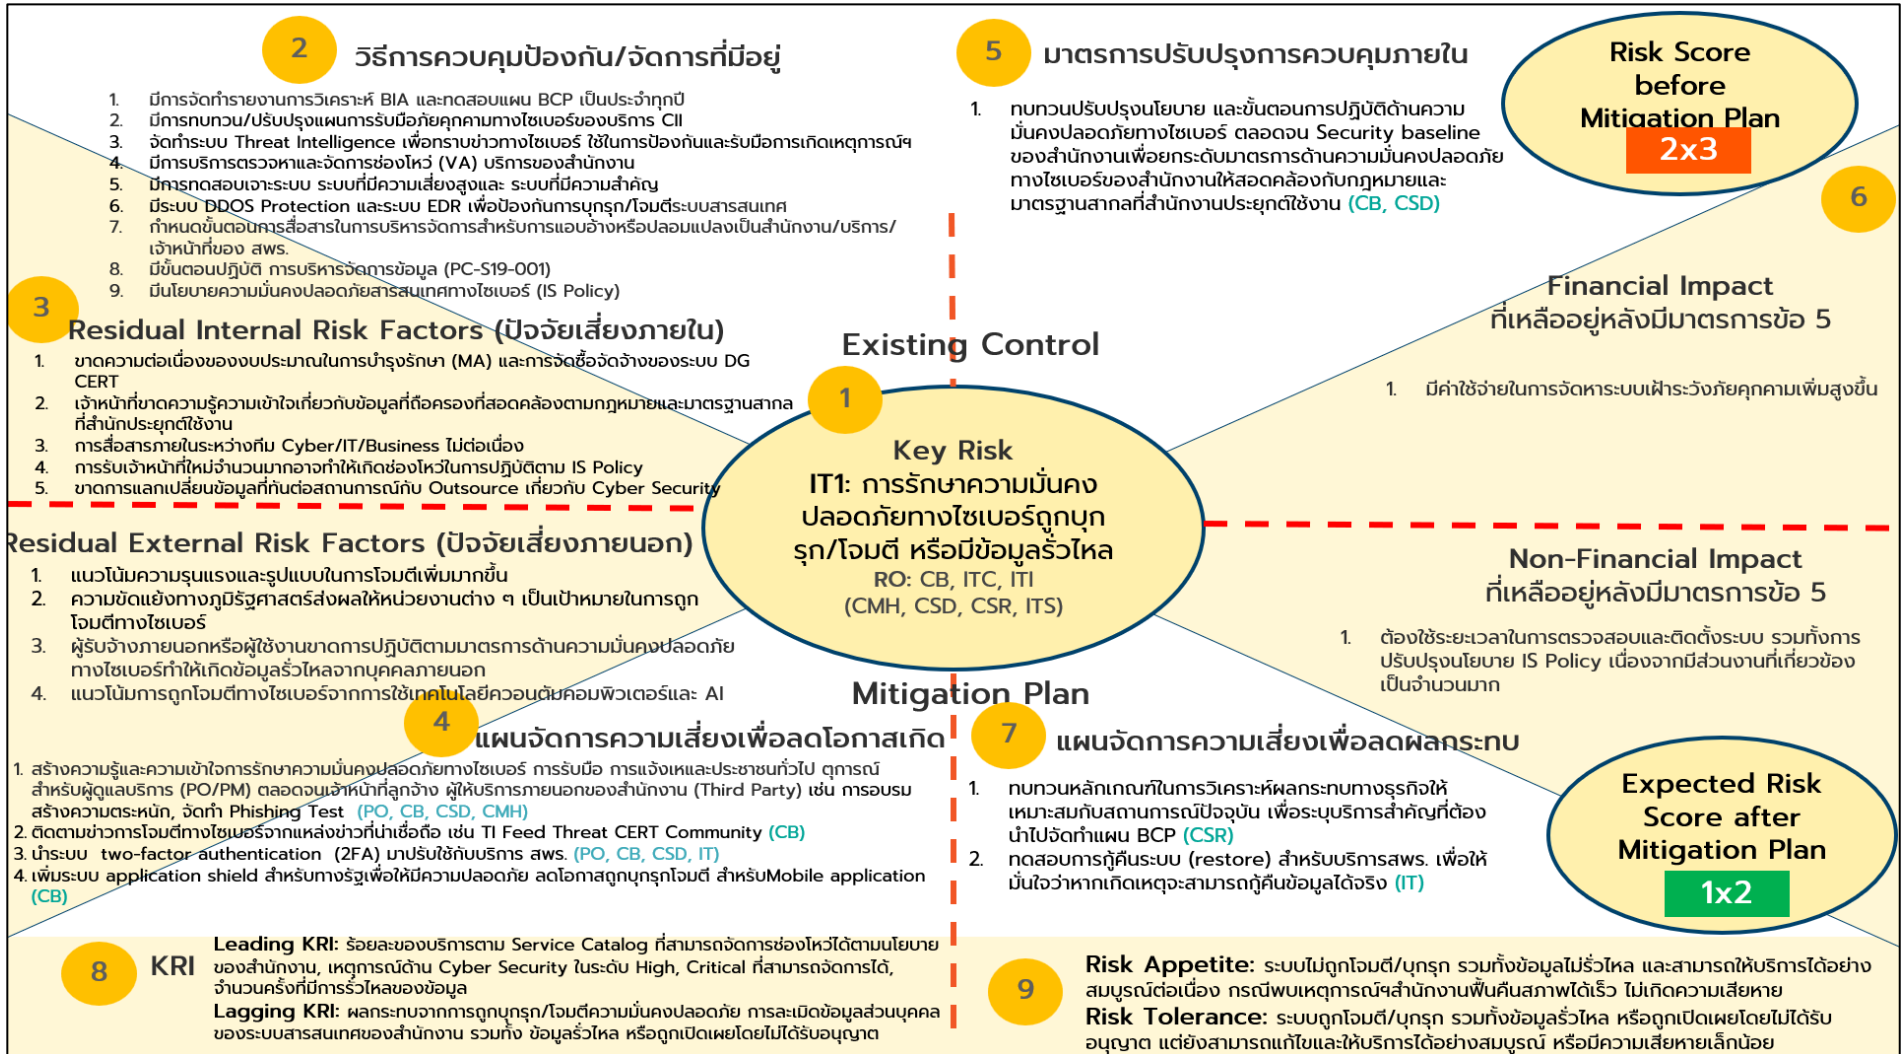 2
วิธีการควบคุมป้องกัน/จัดการที่มีอยู่
1. มีการจัดทำรายงานการวิเคราะห์ BIA และทดสอบแผน BCP เป็นประจำทุกปี
2. มีการทบทวน/ปรับปรุงแผนการรับมือภัยคุกคามทางไซเบอร์ของบริการ CII
3. จัดทำระบบ Threat Intelligence เพื่อทราบข่าวทางไซเบอร์ ใช้ในการป้องกันและรับมือการเกิดเหตุการณ์ฯ
4. มีการบริการตรวจหาและจัดการช่องโหว่ (VA) บริการของสำนักงาน
5. มีการทดสอบเจาะระบบ ระบบที่มีความเสี่ยงสูงและ ระบบที่มีความสำคัญ
6. มีระบบ DDOS Protection และระบบ EDR เพื่อป้องกันการบุกรุก/โจมตีระบบสารสนเทศ
7. กำหนดขั้นตอนการสื่อสารในการบริหารจัดการสำหรับการแอบอ้างหรือปลอมแปลงเป็นสำนักงาน/บริการ/
เจ้าหน้าที่ของ สพร.
8. มีขั้นตอนปฏิบัติ การบริหารจัดการข้อมูล (PC-S19-001)
9. มีนโยบายความมั่นคงปลอดภัยสารสนเทศทางไซเบอร์ (IS Policy)
5
มาตรการปรับปรุงการควบคุมภายใน
1. ทบทวนปรับปรุงนโยบาย และขั้นตอนการปฏิบัติด้านความ
มั่นคงปลอดภัยทางไซเบอร์ ตลอดจน Security baseline
ของสำนักงานเพื่อยกระดับมาตรการด้านความมั่นคงปลอดภัย
ทางไซเบอร์ของสำนักงานให้สอดคล้องกับกฎหมายและ
มาตรฐานสากลที่สำนักงานประยุกต์ใช้งาน (CB, CSD)
Risk Score
before
Mitigation Plan
2x3
3
Residual Internal Risk Factors (ปัจจัยเสี่ยงภายใน)
1. ขาดความต่อเนื่องของงบประมาณในการบำรุงรักษา (MA) และการจัดซื้อจัดจ้างของระบบ DG
CERT
2. เจ้าหน้าที่ขาดความรู้ความเข้าใจเกี่ยวกับข้อมูลที่ถือครองที่สอดคล้องตามกฎหมายและมาตรฐานสากล
ที่สำนักประยุกต์ใช้งาน
3. การสื่อสารภายในระหว่างทีม Cyber/IT/Business ไม่ต่อเนื่อง
4. การรับเจ้าหน้าที่ใหม่จำนวนมากอาจทำให้เกิดช่องโหว่ในการปฏิบัติตาม IS Policy
5. ขาดการแลกเปลี่ยนข้อมูลที่ทันต่อสถานการณ์กับ Outsource เกี่ยวกับ Cyber Security
Existing Control
1
Key Risk
IT1: การรักษาความมั่นคง
ปลอดภัยทางไซเบอร์ถูกบุก
รุก/โจมตี หรือมีข้อมูลรั่วไหล
RO: CB, ITC, ITI
(CMH, CSD, CSR, ITS)
6
Financial Impact
ที่เหลืออยู่หลังมีมาตรการข้อ 5
1. มีค่าใช้จ่ายในการจัดหาระบบเฝ้าระวังภัยคุกคามเพิ่มสูงขึ้น
Residual External Risk Factors (ปัจจัยเสี่ยงภายนอก)
1. แนวโน้มความรุนแรงและรูปแบบในการโจมตีเพิ่มมากขึ้น
2. ความขัดแย้งทางภูมิรัฐศาสตร์ส่งผลให้หน่วยงานต่าง ๆ เป็นเป้าหมายในการถูก
โจมตีทางไซเบอร์
3. ผู้รับจ้างภายนอกหรือผู้ใช้งานขาดการปฏิบัติตามมาตรการด้านความมั่นคงปลอดภัย
ทางไซเบอร์ทำให้เกิดข้อมูลรั่วไหลจากบุคคลภายนอก
4. แนวโน้มการถูกโจมตีทางไซเบอร์จากการใช้เทคโนโลยีควอนตัมคอมพิวเตอร์และ AI
Non-Financial Impact
ที่เหลืออยู่หลังมีมาตรการข้อ 5
1. ต้องใช้ระยะเวลาในการตรวจสอบและติดตั้งระบบ รวมทั้งการ
ปรับปรุงนโยบาย IS Policy เนื่องจากมีส่วนงานที่เกี่ยวข้อง
เป็นจำนวนมาก
Mitigation Plan
4
แผนจัดการความเสี่ยงเพื่อลดโอกาสเกิด
1. สร้างความรู้และความเข้าใจการรักษาความมั่นคงปลอดภัยทางไซเบอร์ การรับมือ การแจ้งเหและประชาชนทั่วไป ตุการณ์
สำหรับผู้ดูแลบริการ (PO/PM) ตลอดจนเจ้าหน้าที่ลูกจ้าง ผู้ให้บริการภายนอกของสำนักงาน (Third Party) เช่น การอบรม
สร้างความตระหนัก, จัดทำ Phishing Test (PO, CB, CSD, CMH)
2. ติดตามข่าวการโจมตีทางไซเบอร์จากแหล่งข่าวที่น่าเชื่อถือ เช่น TI Feed Threat CERT Community (CB)
3. นำระบบ two-factor authentication (2FA) มาปรับใช้กับบริการ สพร. (PO, CB, CSD, IT)
4. เพิ่มระบบ application shield สำหรับทางรัฐเพื่อให้มีความปลอดภัย ลดโอกาสถูกบุกรุกโจมตี สำหรับMobile application
(CB)
7
แผนจัดการความเสี่ยงเพื่อลดผลกระทบ
1. ทบทวนหลักเกณฑ์ในการวิเคราะห์ผลกระทบทางธุรกิจให้
เหมาะสมกับสถานการณ์ปัจจุบัน เพื่อระบุบริการสำคัญที่ต้อง
นำไปจัดทำแผน BCP (CSR)
2. ทดสอบการกู้คืนระบบ (restore) สำหรับบริการสพร. เพื่อให้
มั่นใจว่าหากเกิดเหตุจะสามารถกู้คืนข้อมูลได้จริง (IT)
Expected Risk
Score after
Mitigation Plan
1x2
8
KRI
Leading KRI: ร้อยละของบริการตาม Service Catalog ที่สามารถจัดการช่องโหว่ได้ตามนโยบาย
ของสำนักงาน, เหตุการณ์ด้าน Cyber Security ในระดับ High, Critical ที่สามารถจัดการได้,
จำนวนครั้งที่มีการรั่วไหลของข้อมูล
Lagging KRI: ผลกระทบจากการถูกบุกรุก/โจมตีความมั่นคงปลอดภัย การละเมิดข้อมูลส่วนบุคคล
ของระบบสารสนเทศของสำนักงาน รวมทั้ง ข้อมูลรั่วไหล หรือถูกเปิดเผยโดยไม่ได้รับอนุญาต
9
Risk Appetite: ระบบไม่ถูกโจมตี/บุกรุก รวมทั้งข้อมูลไม่รั่วไหล และสามารถให้บริการได้อย่าง
สมบูรณ์ต่อเนื่อง กรณีพบเหตุการณ์ฯสำนักงานฟื้นคืนสภาพได้เร็ว ไม่เกิดความเสียหาย
Risk Tolerance: ระบบถูกโจมตี/บุกรุก รวมทั้งข้อมูลรั่วไหล หรือถูกเปิดเผยโดยไม่ได้รับ
อนุญาต แต่ยังสามารถแก้ไขและให้บริการได้อย่างสมบูรณ์ หรือมีความเสียหายเล็กน้อย